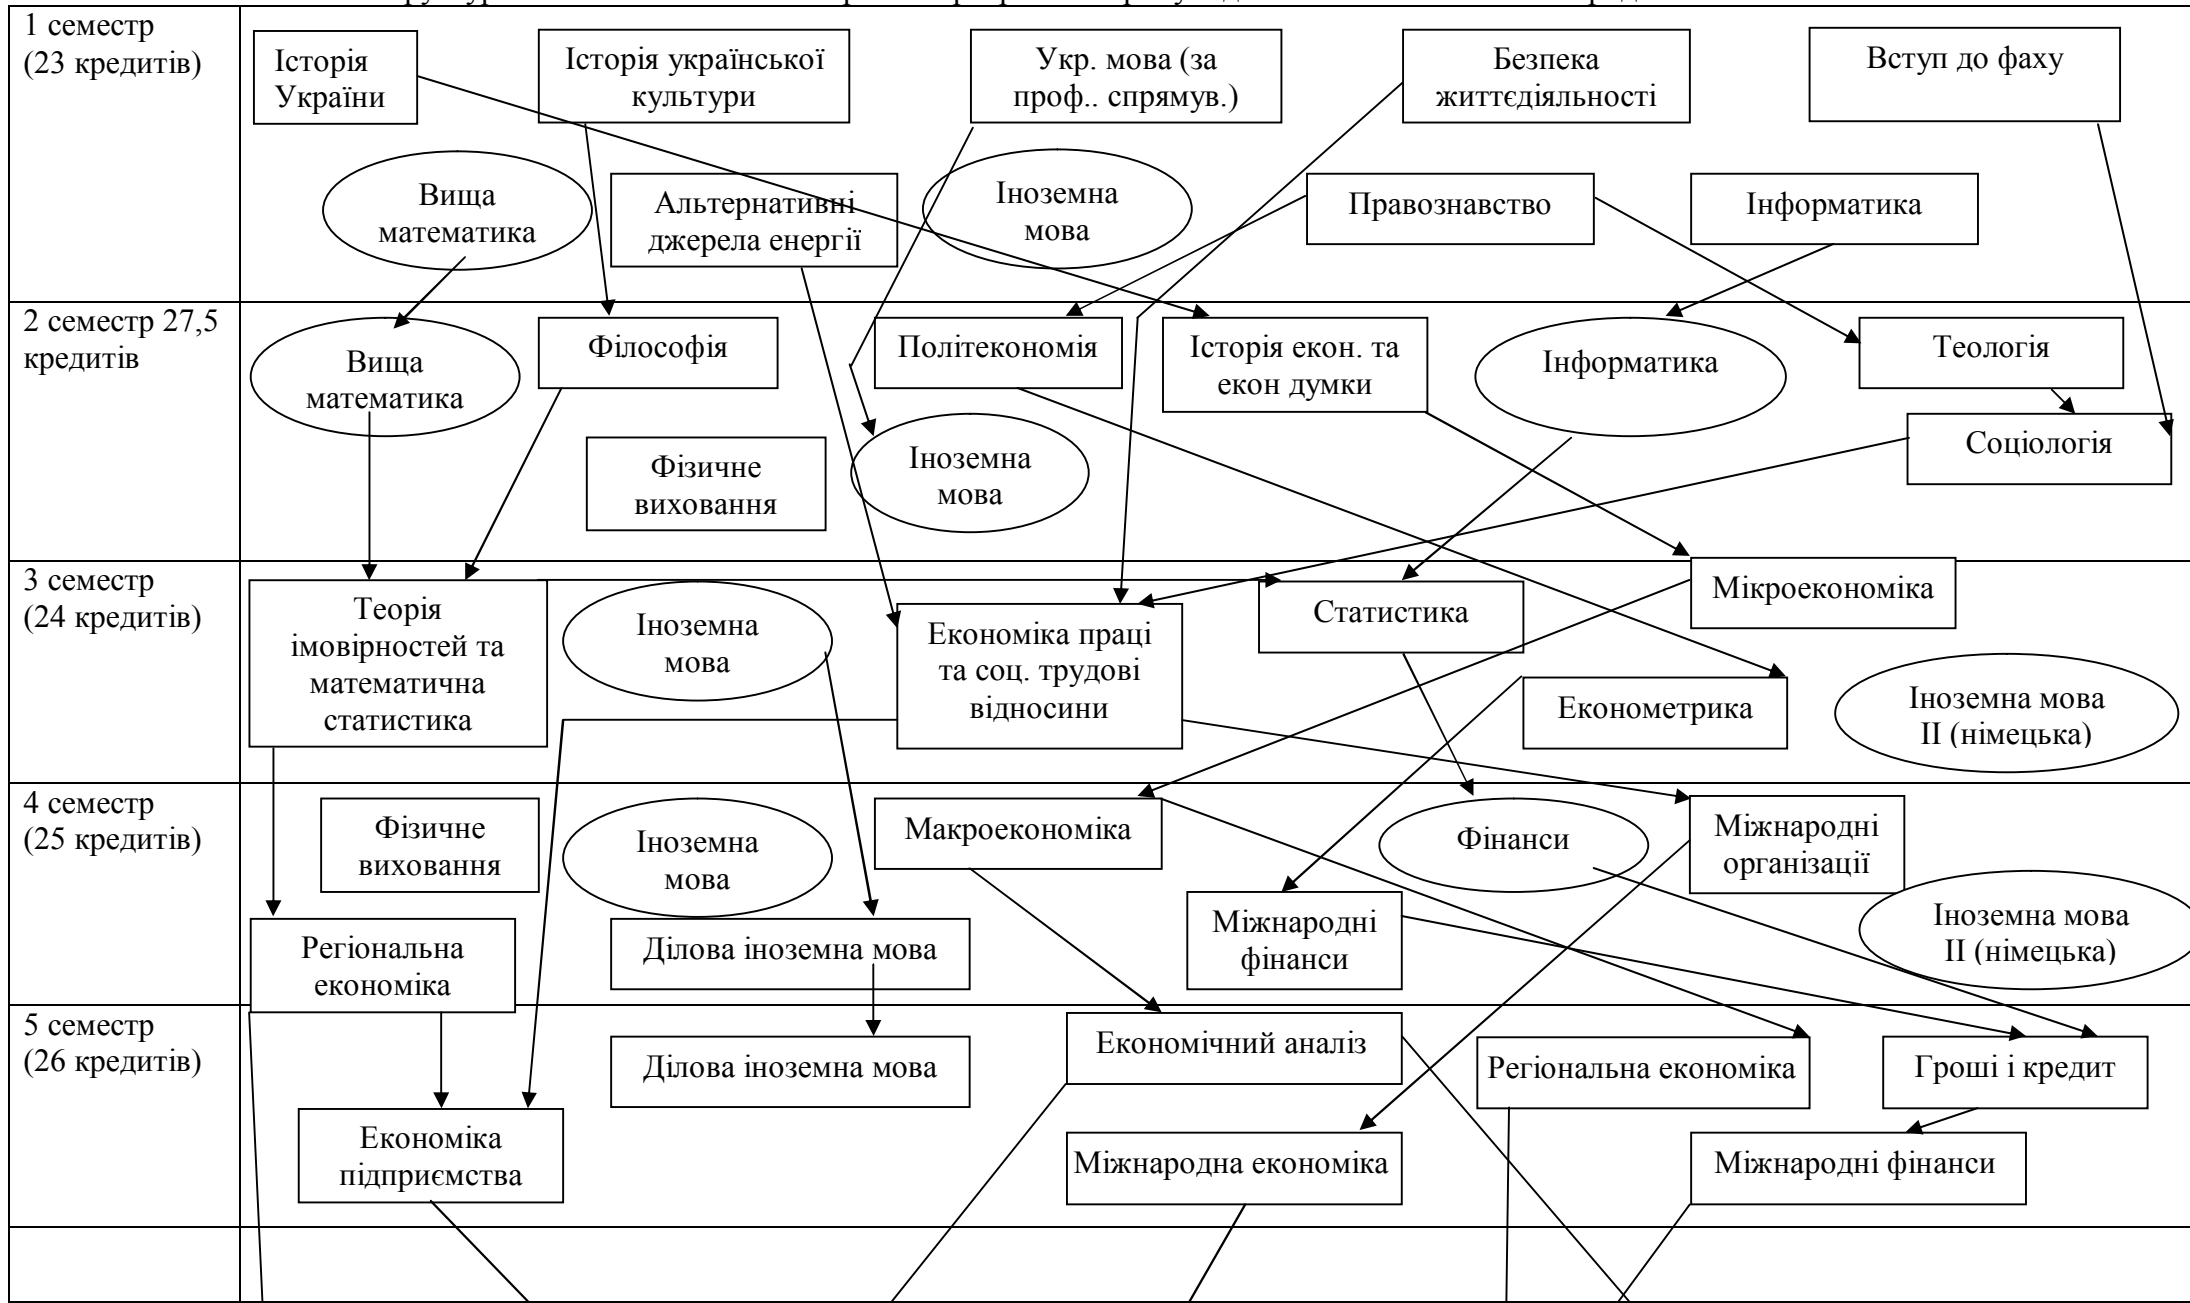 1 семестр
(23 кредитів)
Історія
України
Історія української
культури
Укр. мова (за
проф.. спрямув.)
Безпека
життєдіяльності
Вступ до фаху
Вища
математика
Альтернативні
джерела енергії
Іноземна
мова
Правознавство
Інформатика
2 семестр 27,5
кредитів
Вища
математика
Філософія
Політекономія
Історія екон. та
екон думки
Інформатика
Теологія
Соціологія
Фізичне
виховання
Іноземна
мова
3 семестр
(24 кредитів)
Теорія
імовірностей та
математична
статистика
Іноземна
мова
Економіка праці
та соц. трудові
відносини
Статистика
Мікроекономіка
Економетрика
Іноземна мова
ІІ (німецька)
4 семестр
(25 кредитів)
Фізичне
виховання
Іноземна
мова
Макроекономіка
Фінанси
Міжнародні
організації
Регіональна
економіка
Ділова іноземна мова
Міжнародні
фінанси
Іноземна мова
ІІ (німецька)
5 семестр
(26 кредитів)
Ділова іноземна мова
Економічний аналіз
Регіональна економіка
Гроші і кредит
Економіка
підприємства
Міжнародна економіка
Міжнародні фінанси